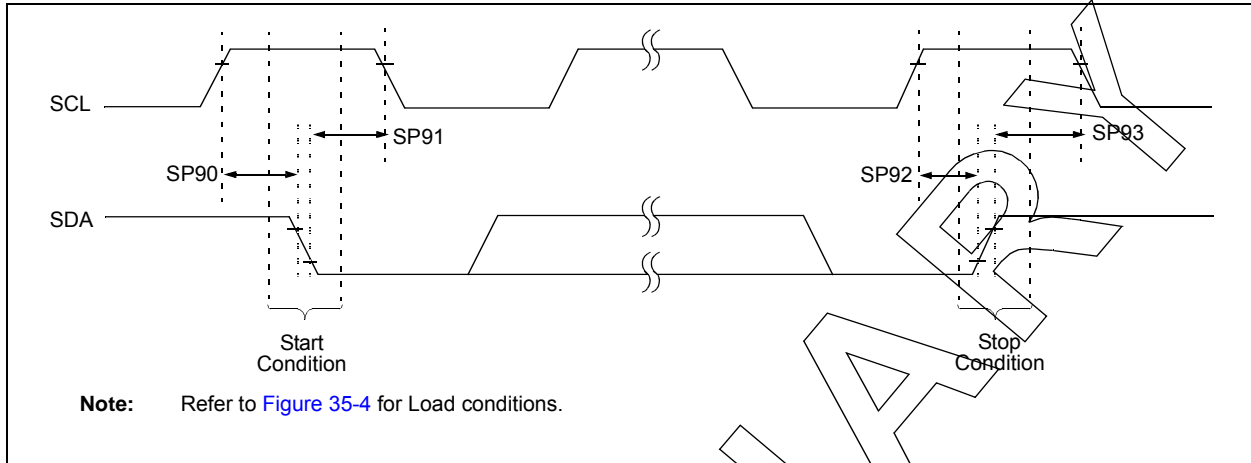 SCL
SP91
SP93
SP90
SP92
SDA
Start
Condition
Stop
Condition
Note: Refer to Figure 35-4 for Load conditions.